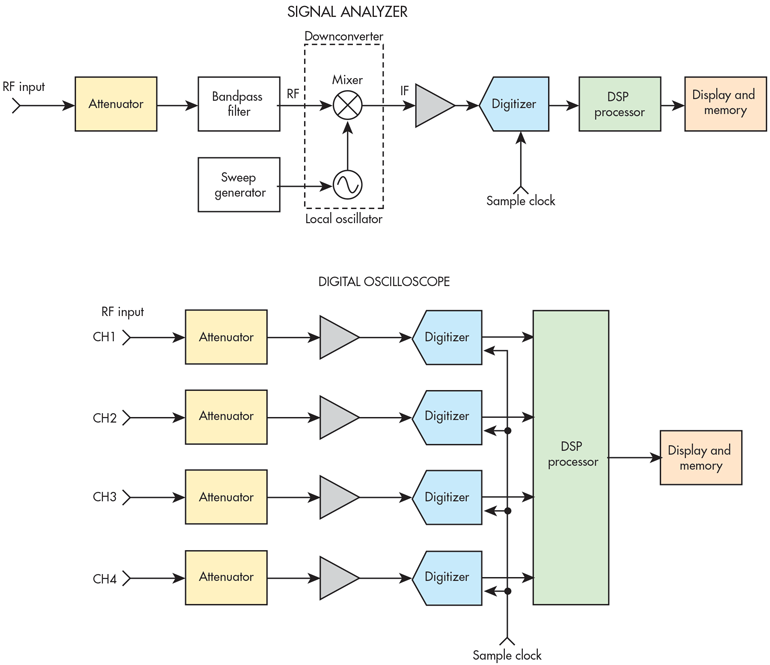 SIGNAL ANALYZER
Downconverter
RF input
Attenuator
Bandpass
filter
RF
Mixer
IF
Digitizer
DSP
processor
Display and
memory
Sweep
generator
Local oscillator
Sample clock
DIGITAL OSCILLOSCOPE
RF input
CH1
Attenuator
Digitizer
CH2
Attenuator
Digitizer
DSP
processor
Display and
memory
CH3
Attenuator
Digitizer
CH4
Attenuator
Digitizer
Sample clock